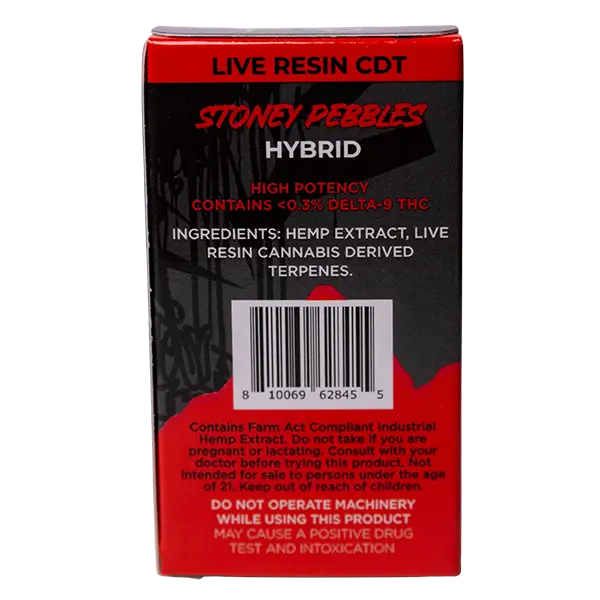 LIVE RESIN CDT
STONEY PEBBLES
HYBRID
HIGH POTENCY
CONTAINS <0.3% DELTA-9 THC
INGREDIENTS: HEMP EXTRACT, LIVE
RESIN CANNABIS DERIVED
TERPENES.
8 10069 62845 5
Contains Farm Act Compliant Industrial
Hemp Extract. Do not take if you are
pregnant or lactating. Consult with your
doctor before trying this product. Not
intended for sale to persons under the age
of 21. Keep out of reach of children.
DO NOT OPERATE MACHINERY
WHILE USING THIS PRODUCT
MAY CAUSE A POSITIVE DRUG
TEST AND INTOXICATION